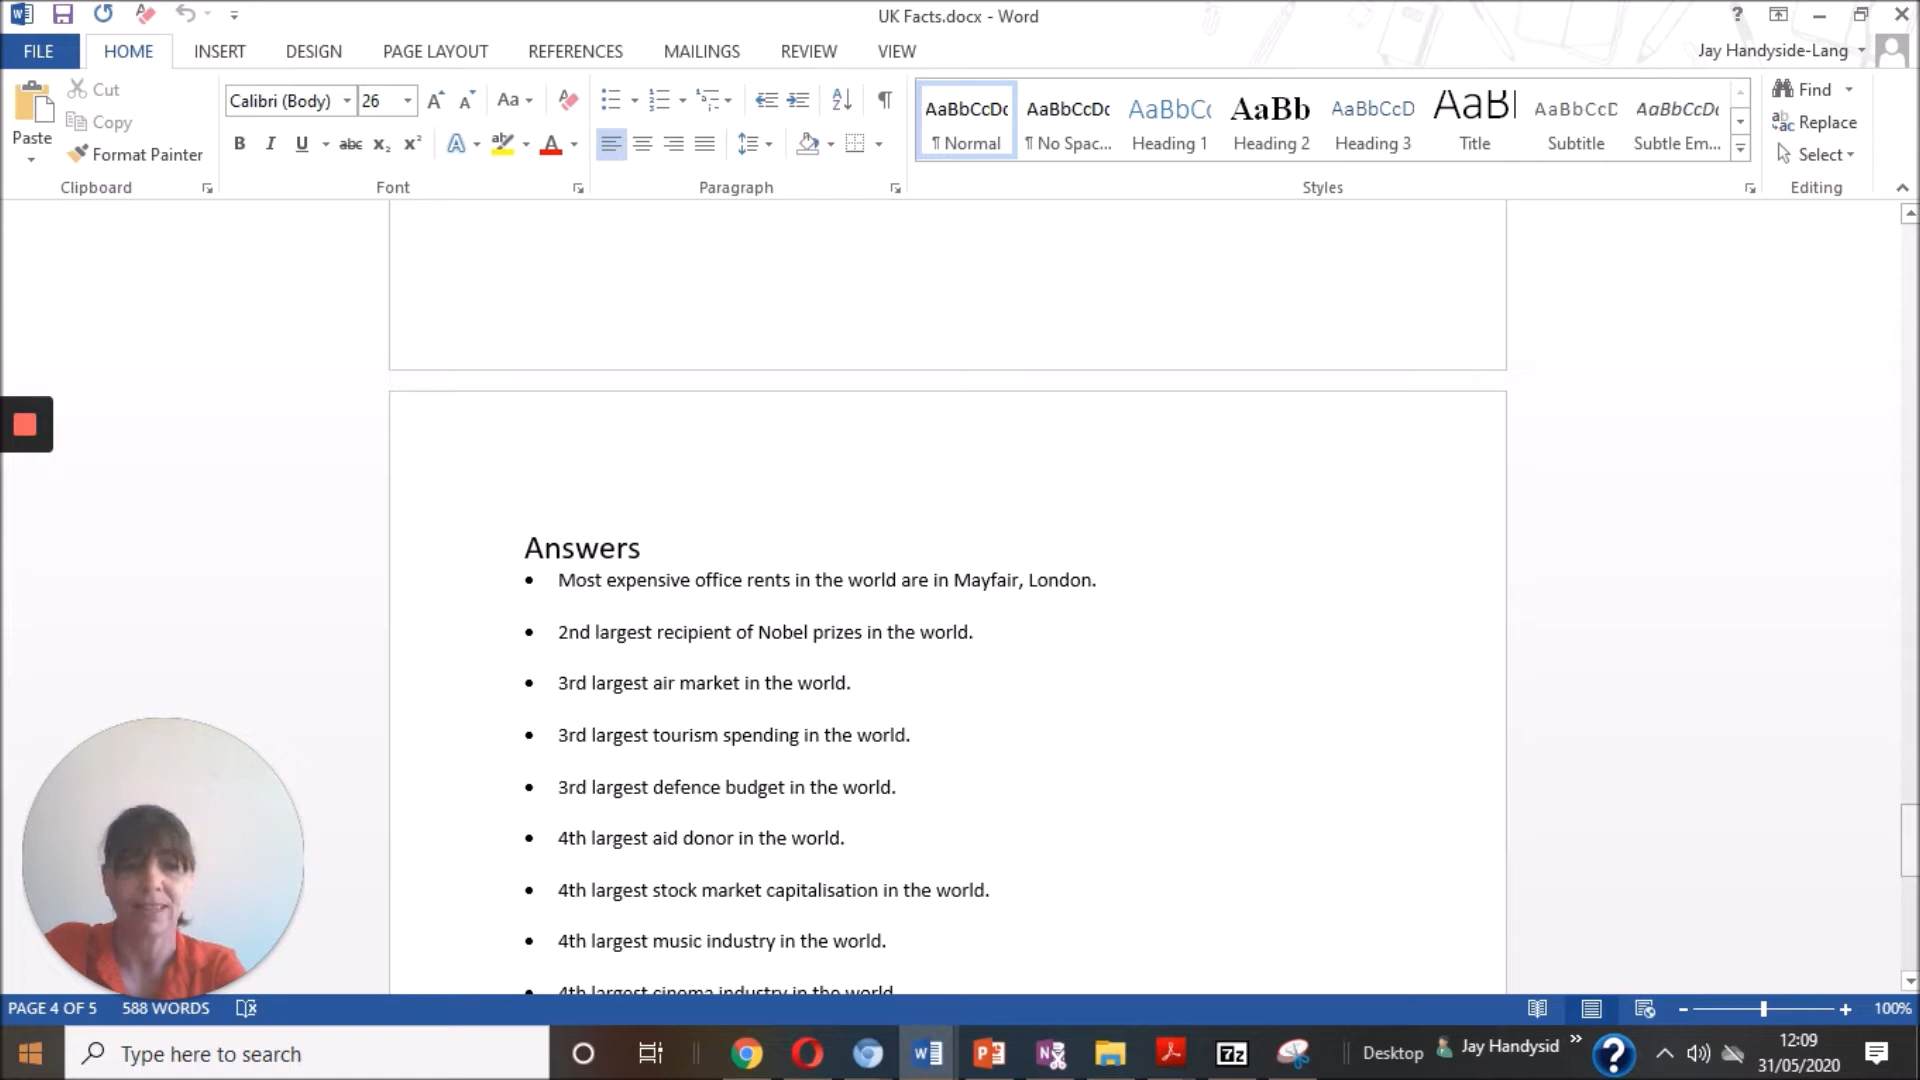 UK Facts.docx - Word
FILE HOME INSERT DESIGN PAGE LAYOUT REFERENCES MAILINGS REVIEW VIEW Jay Handyside-Lang
Paste
Cut
Copy
Format Painter
Clipboard
Calibri (Body) 26
Font
Paragraph
AaBbCcDc AaBbCcDc AaBbC AaBb AaBbCcD AaB AaBbCcD AaBbCcDc
¶ Normal ¶ No Spac... Heading 1 Heading 2 Heading 3 Title Subtitle Subtle Em...
Styles
Find
Replace
Select
Editing
Answers
• Most expensive office rents in the world are in Mayfair, London.
• 2nd largest recipient of Nobel prizes in the world.
• 3rd largest air market in the world.
• 3rd largest tourism spending in the world.
• 3rd largest defence budget in the world.
• 4th largest aid donor in the world.
• 4th largest stock market capitalisation in the world.
• 4th largest music industry in the world.
• 4th largest cinema industry in the world.
PAGE 4 OF 5 588 WORDS 100%
Type here to search
Desktop Jay Handysid
12:09
31/05/2020